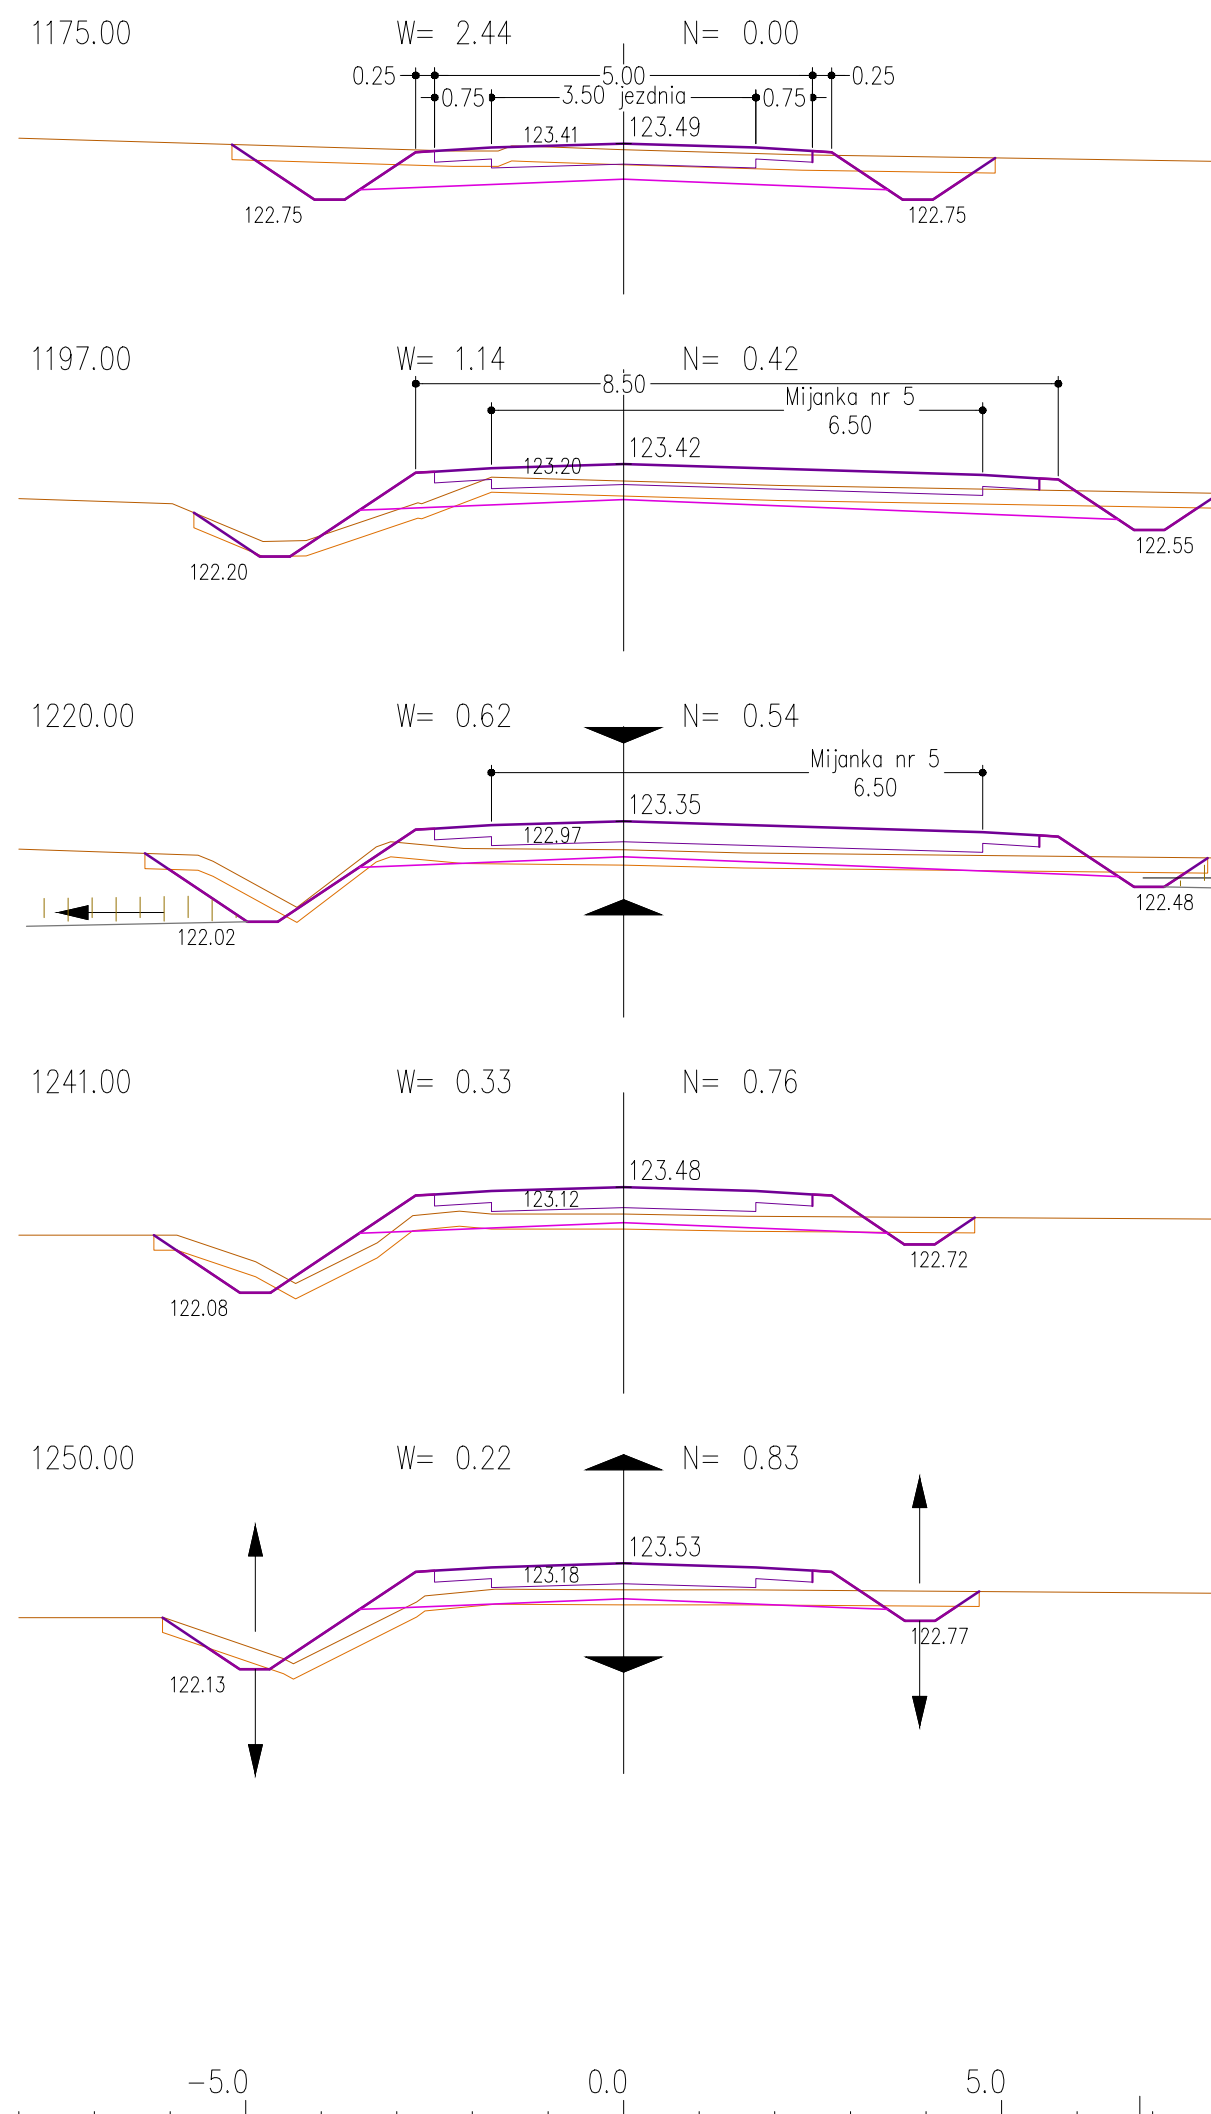 1175.00 W= 2.44 N= 0.00
0.25 5.00 0.25
0.75 3.50 jezdnia 0.75
123.41 123.49
122.75 122.75
1197.00 W= 1.14 N= 0.42
8.50
Mijanka nr 5
6.50
123.20 123.42
122.20 122.55
1220.00 W= 0.62 N= 0.54
Mijanka nr 5
6.50
122.97 123.35
122.02 122.48
1241.00 W= 0.33 N= 0.76
123.12 123.48
122.08 122.72
1250.00 W= 0.22 N= 0.83
123.18 123.53
122.13 122.77
-5.0 0.0 5.0